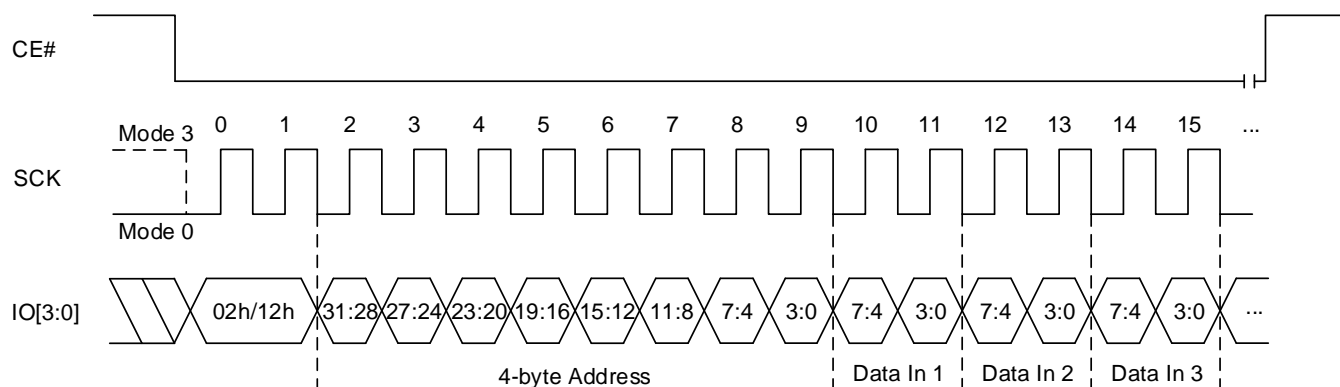 CE#
0 1 2 3 4 5 6 7 8 9 10 11 12 13 14 15 ...
Mode 3
SCK
Mode 0
IO[3:0] 02h/12h 31:28 27:24 23:20 19:16 15:12 11:8 7:4 3:0 7:4 3:0 7:4 3:0 7:4 3:0 ...
4-byte Address Data In 1 Data In 2 Data In 3